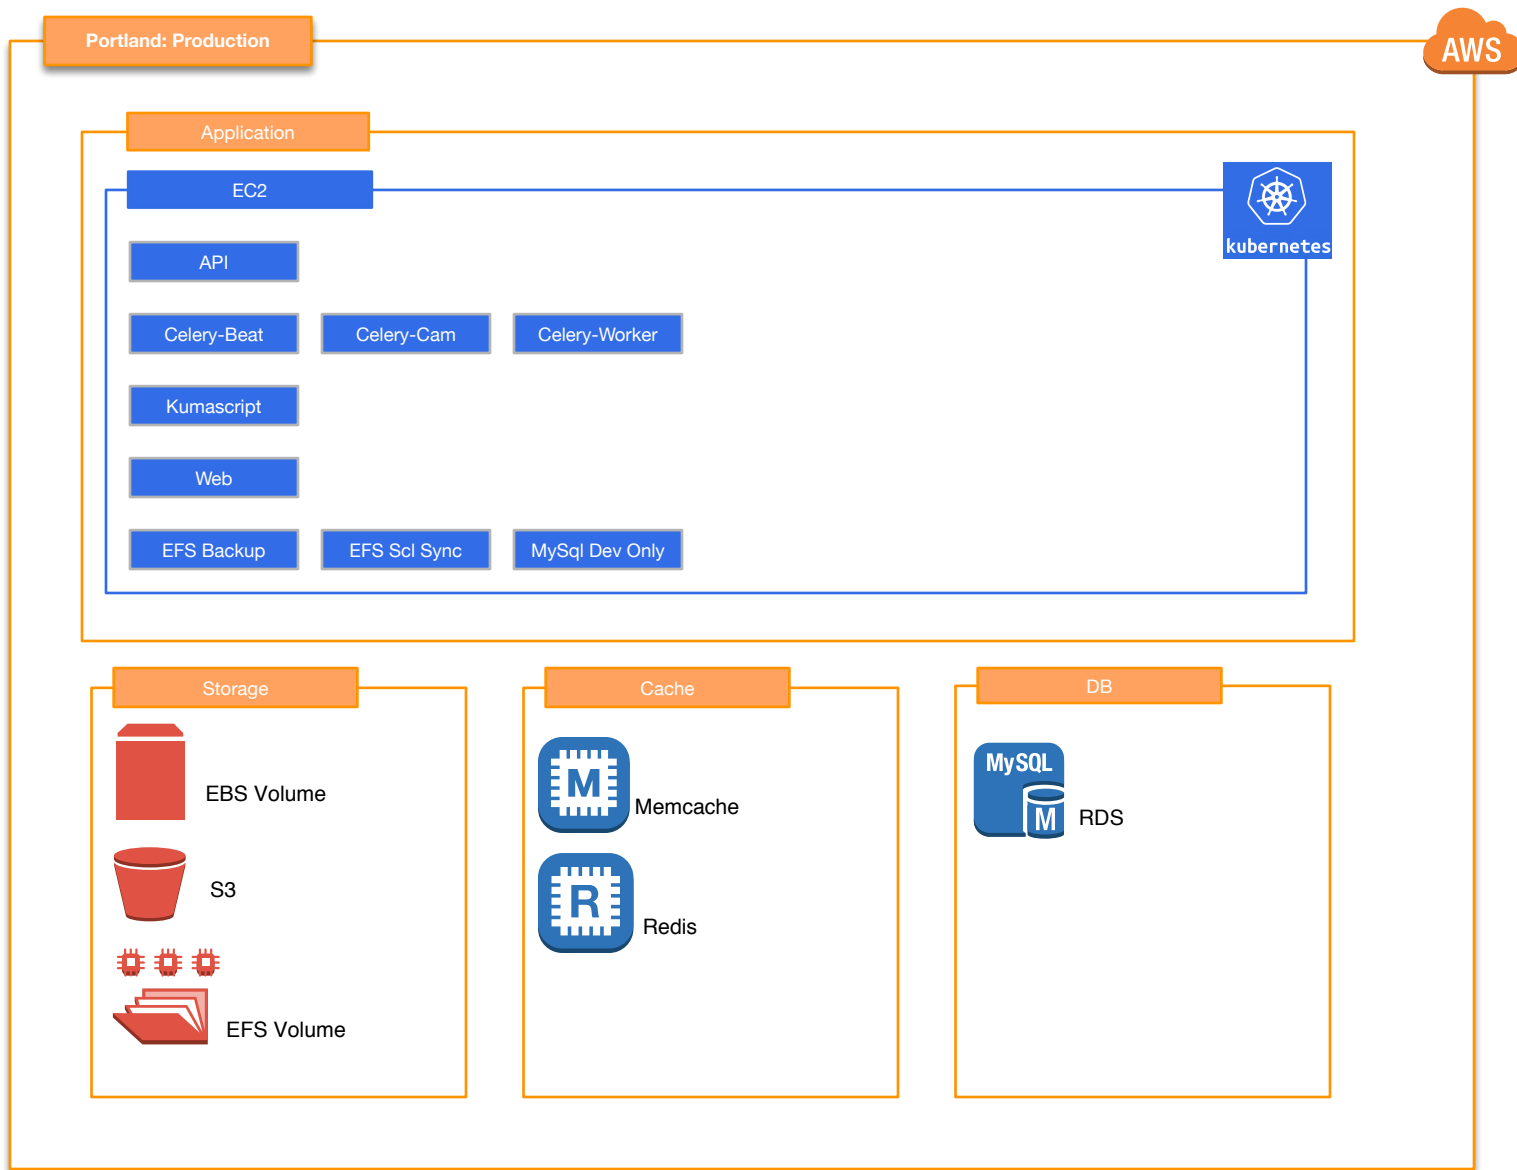 Portland: Production
AWS
Application
EC2
kubernetes
API
Celery-Beat
Celery-Cam
Celery-Worker
Kumascript
Web
EFS Backup
EFS Scl Sync
MySql Dev Only
Storage
EBS Volume
S3
EFS Volume
Cache
M
Memcache
R
Redis
DB
MySQL
M
RDS